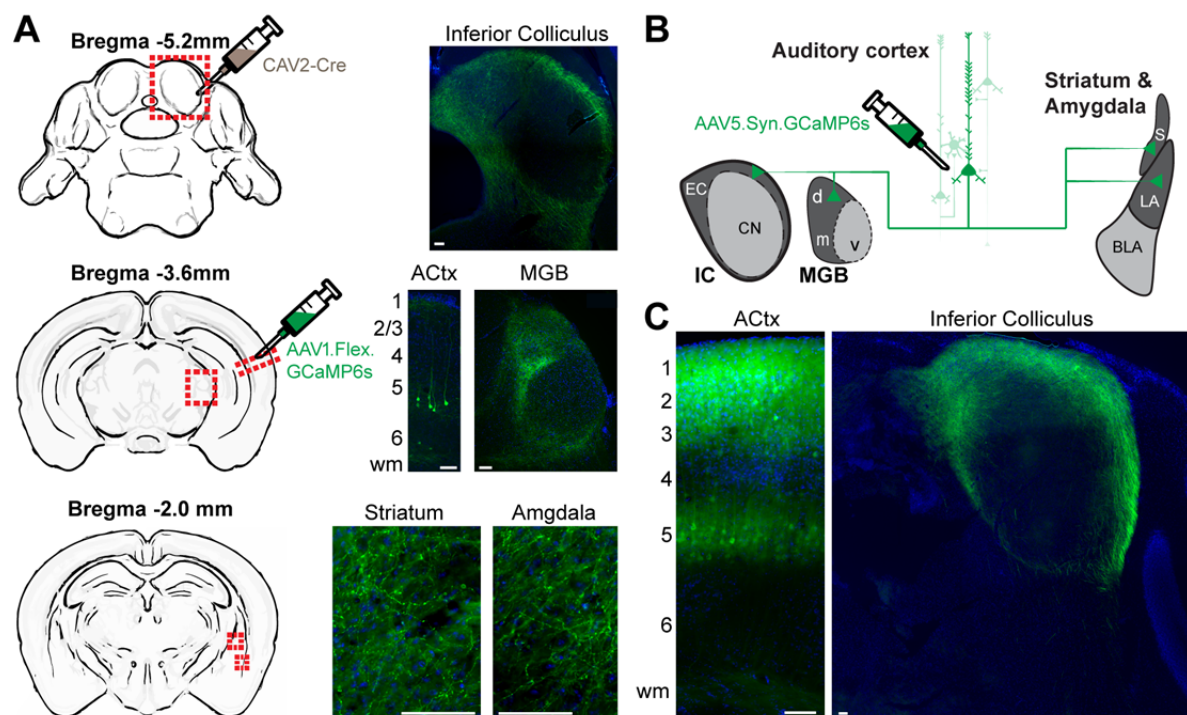 A
Bregma -5.2mm
CAV2-Cre
Inferior Colliculus
Bregma -3.6mm
AAV1.Flex.
GCaMP6s
ACtx
MGB
1
2/3
4
5
6
wm
Bregma -2.0 mm
Striatum
Amgdala
B
Auditory cortex
AAV5.Syn.GCaMP6s
Striatum &
Amygdala
EC
CN
IC
d
m
v
MGB
S
LA
BLA
C
ACtx
Inferior Colliculus
1
2
3
4
5
6
wm